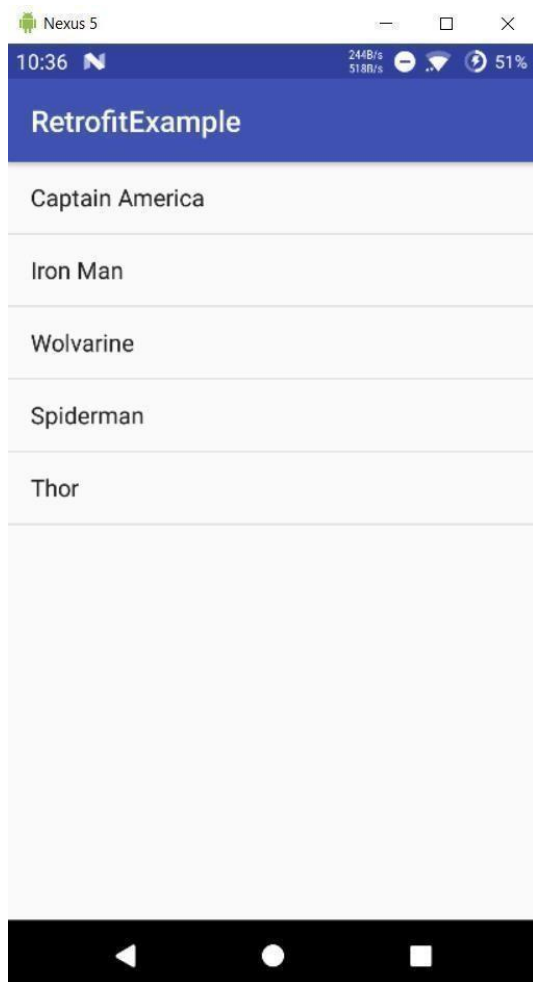 Nexus 5
10:36 N 244B/s 51%
518B/s
RetrofitExample
Captain America
Iron Man
Wolvarine
Spiderman
Thor